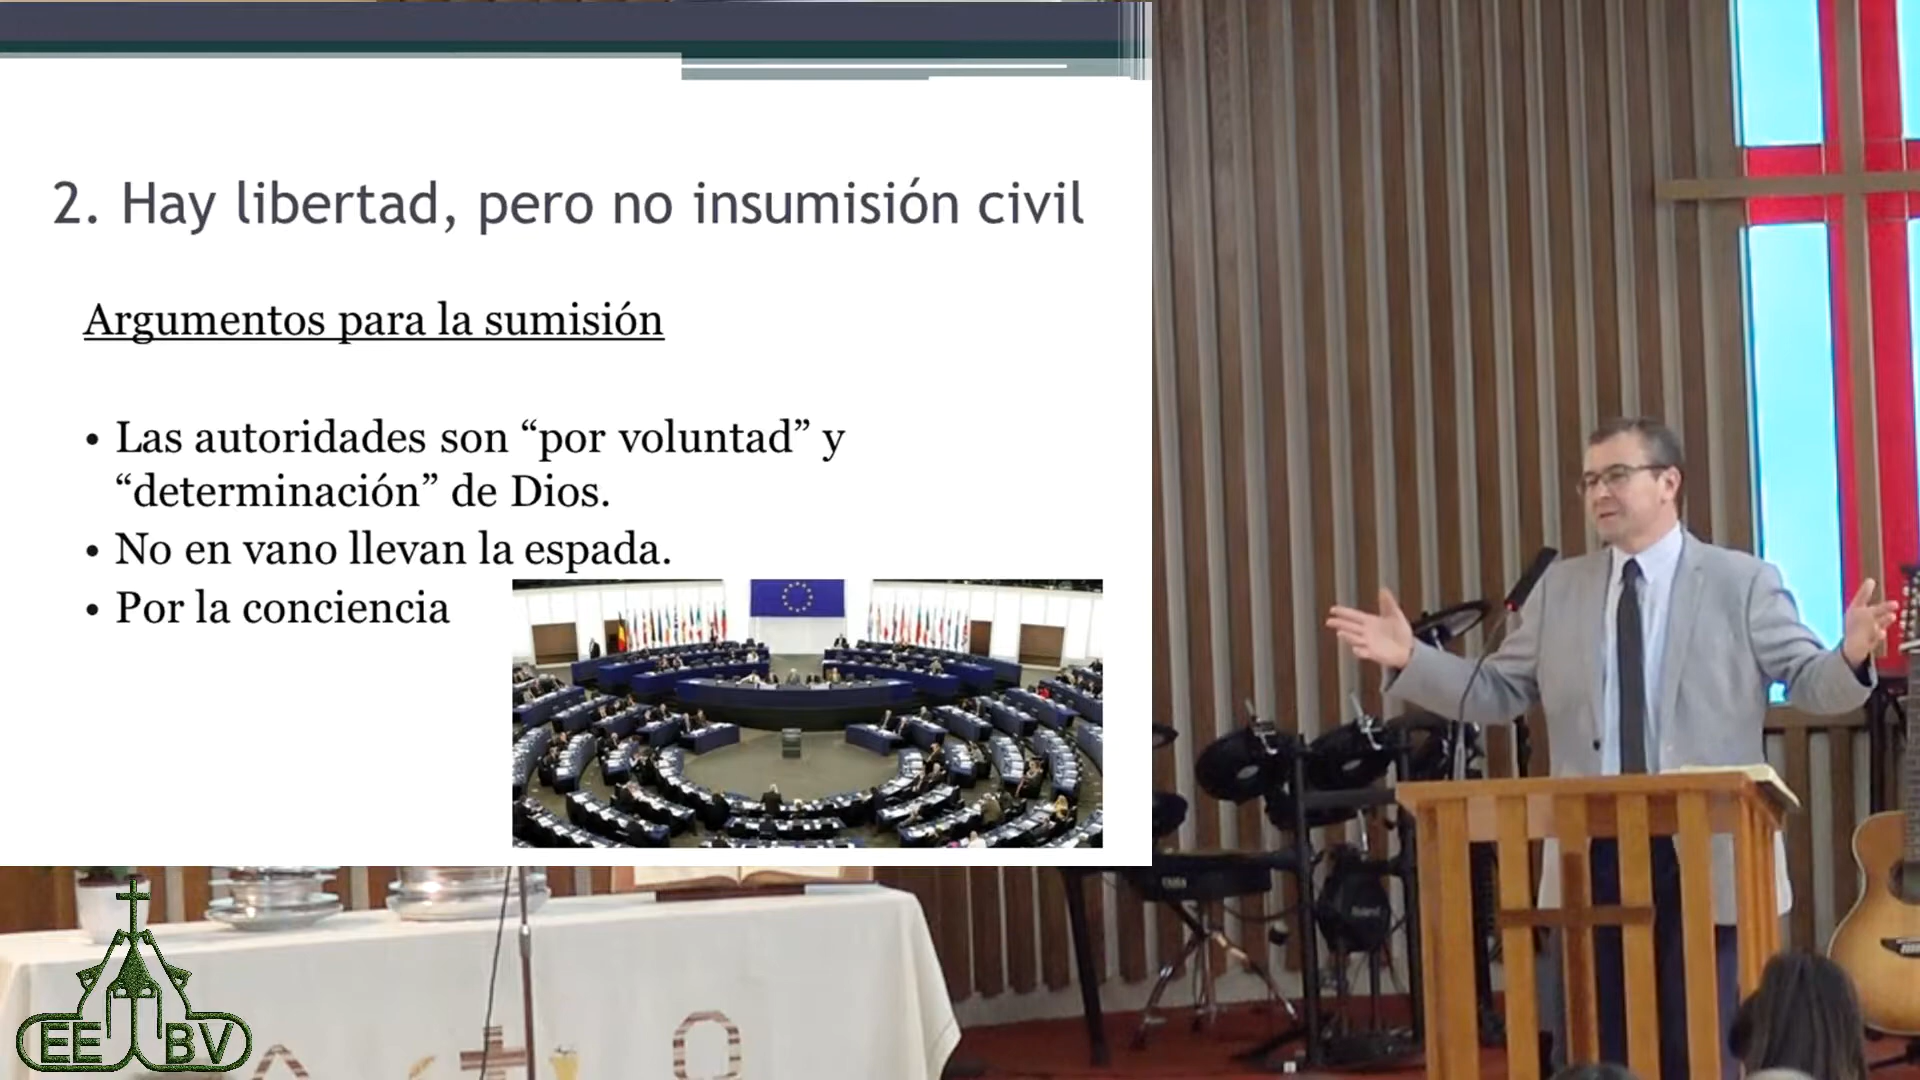 2. Hay libertad, pero no insumisión civil
Argumentos para la sumisión
• Las autoridades son “por voluntad” y
“determinación” de Dios.
• No en vano llevan la espada.
• Por la conciencia
EE BV
Roland